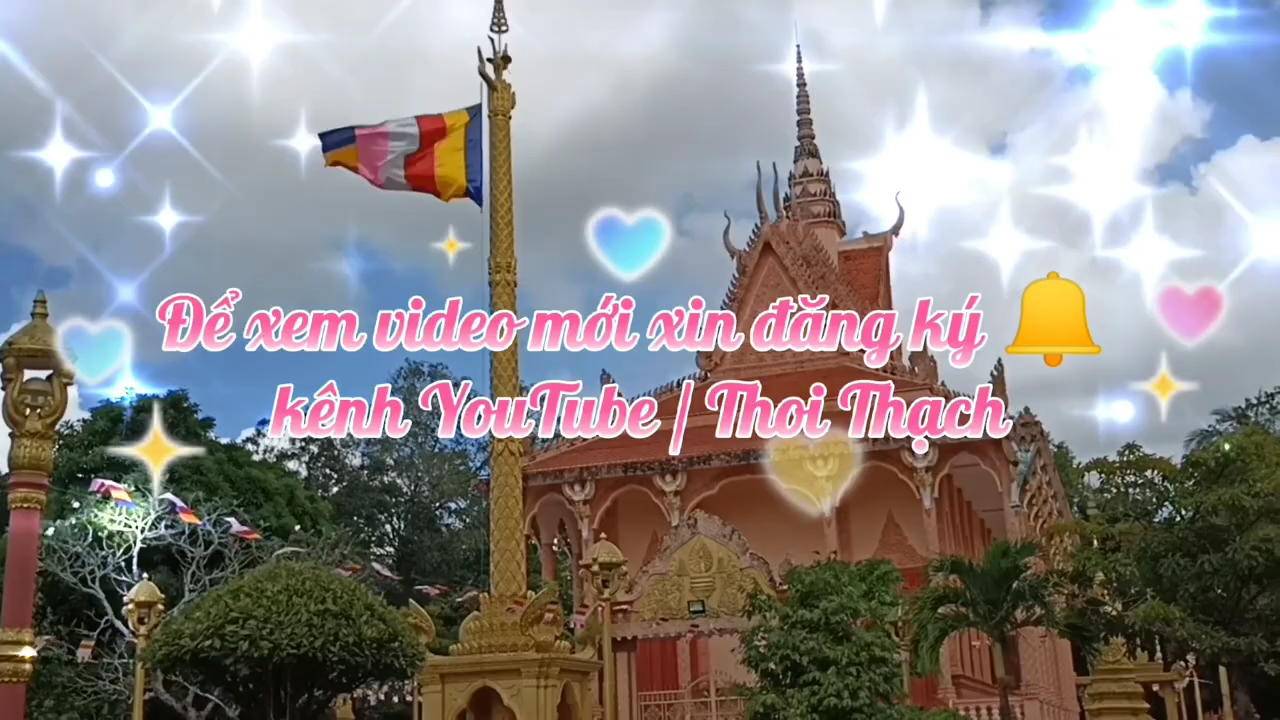 Để xem video mới xin đăng ký
kênh YouTube / Thoi Thạch